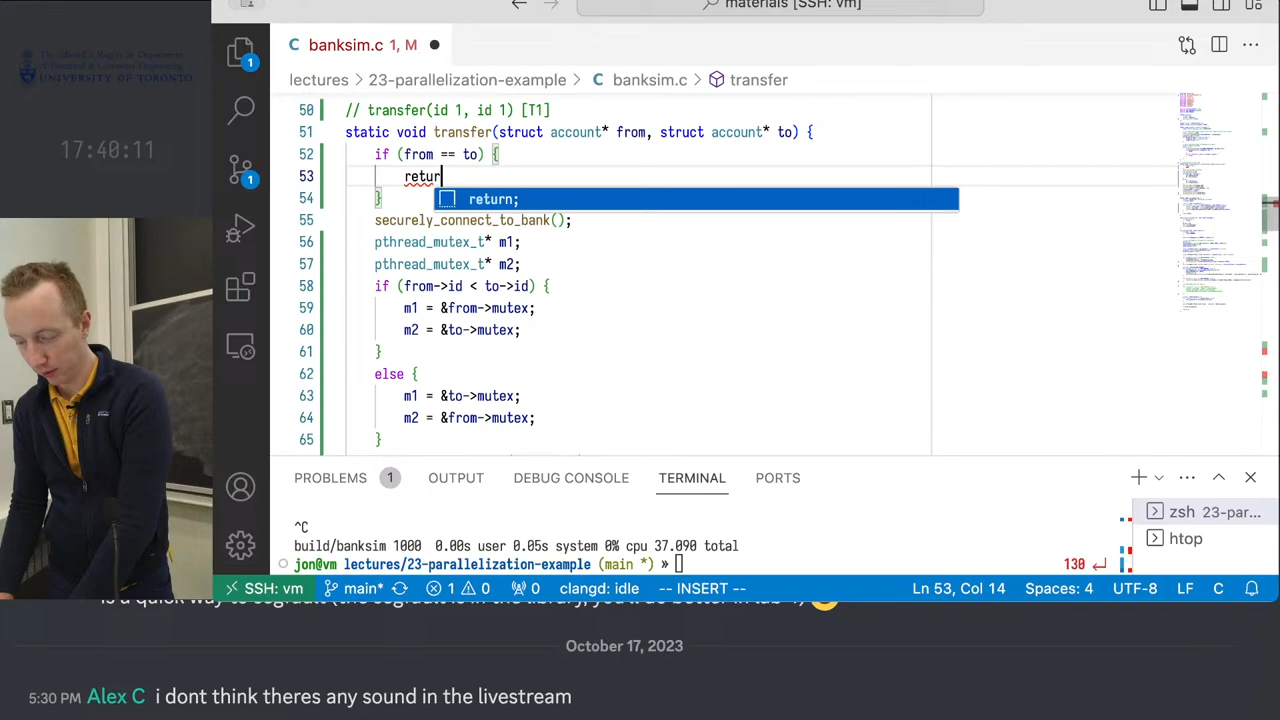 materials [SSH: vm]
UNIVERSITY OF TORONTO
17:40:11
1
1
banksim.c 1, M
lectures > 23-parallelization-example > C banksim.c > transfer
50 // transfer(id 1, id 1) [T1]
51 static void transfer(struct account* from, struct account* to) {
52 if (from == to) {
53 retur
return;
54 }
55 securely_connect_to_bank();
56 pthread_mutex_t* m1;
57 pthread_mutex_t* m2;
58 if (from->id < to->id) {
59 m1 = &from->mutex;
60 m2 = &to->mutex;
61 }
62 else {
63 m1 = &to->mutex;
64 m2 = &from->mutex;
65 }
PROBLEMS 1 OUTPUT DEBUG CONSOLE TERMINAL PORTS
^C
build/banksim 1000 0.00s user 0.05s system 0% cpu 37.090 total
jon@vm lectures/23-parallelization-example (main *) » 130 ↵
zsh 23-par...
htop
SSH: vm main* 1 0 0 clangd: idle -- INSERT -- Ln 53, Col 14 Spaces: 4 UTF-8 LF C
October 17, 2023
5:30 PM Alex C i dont think theres any sound in the livestream